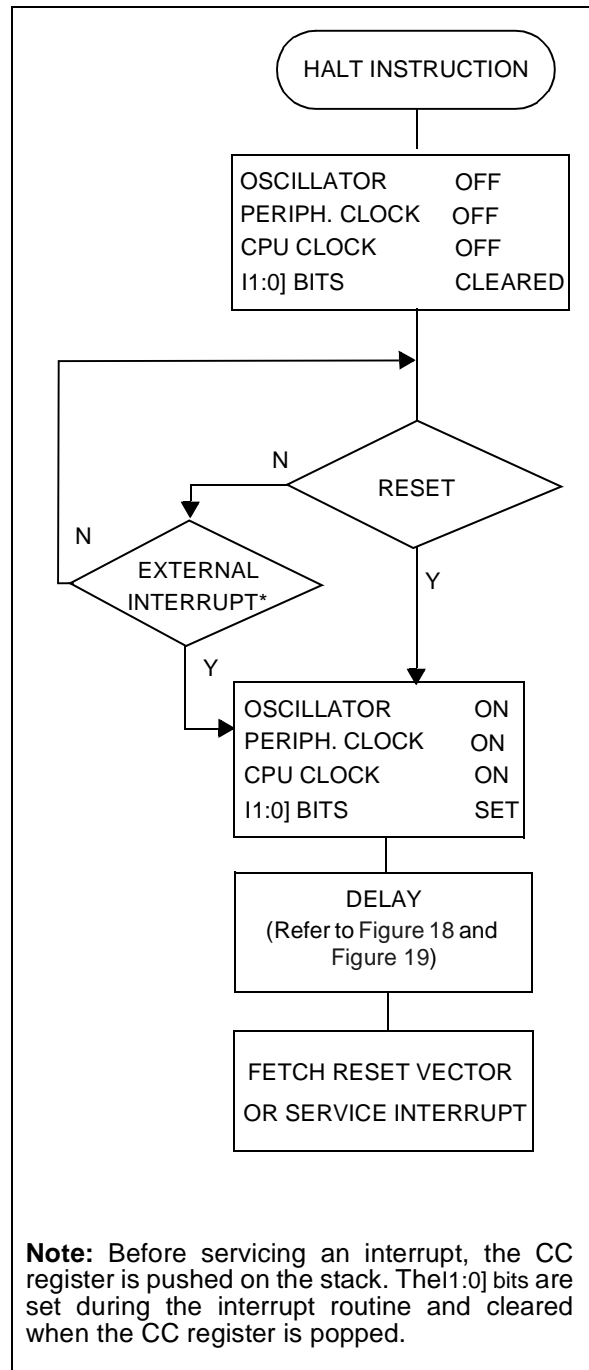 HALT INSTRUCTION
OSCILLATOR OFF
PERIPH. CLOCK OFF
CPU CLOCK OFF
I1:0] BITS CLEARED
N
RESET
N
EXTERNAL
INTERRUPT*
Y
Y
OSCILLATOR ON
PERIPH. CLOCK ON
CPU CLOCK ON
I1:0] BITS SET
DELAY
(Refer to Figure 18 and
Figure 19)
FETCH RESET VECTOR
OR SERVICE INTERRUPT
Note: Before servicing an interrupt, the CC
register is pushed on the stack. TheI1:0] bits are
set during the interrupt routine and cleared
when the CC register is popped.